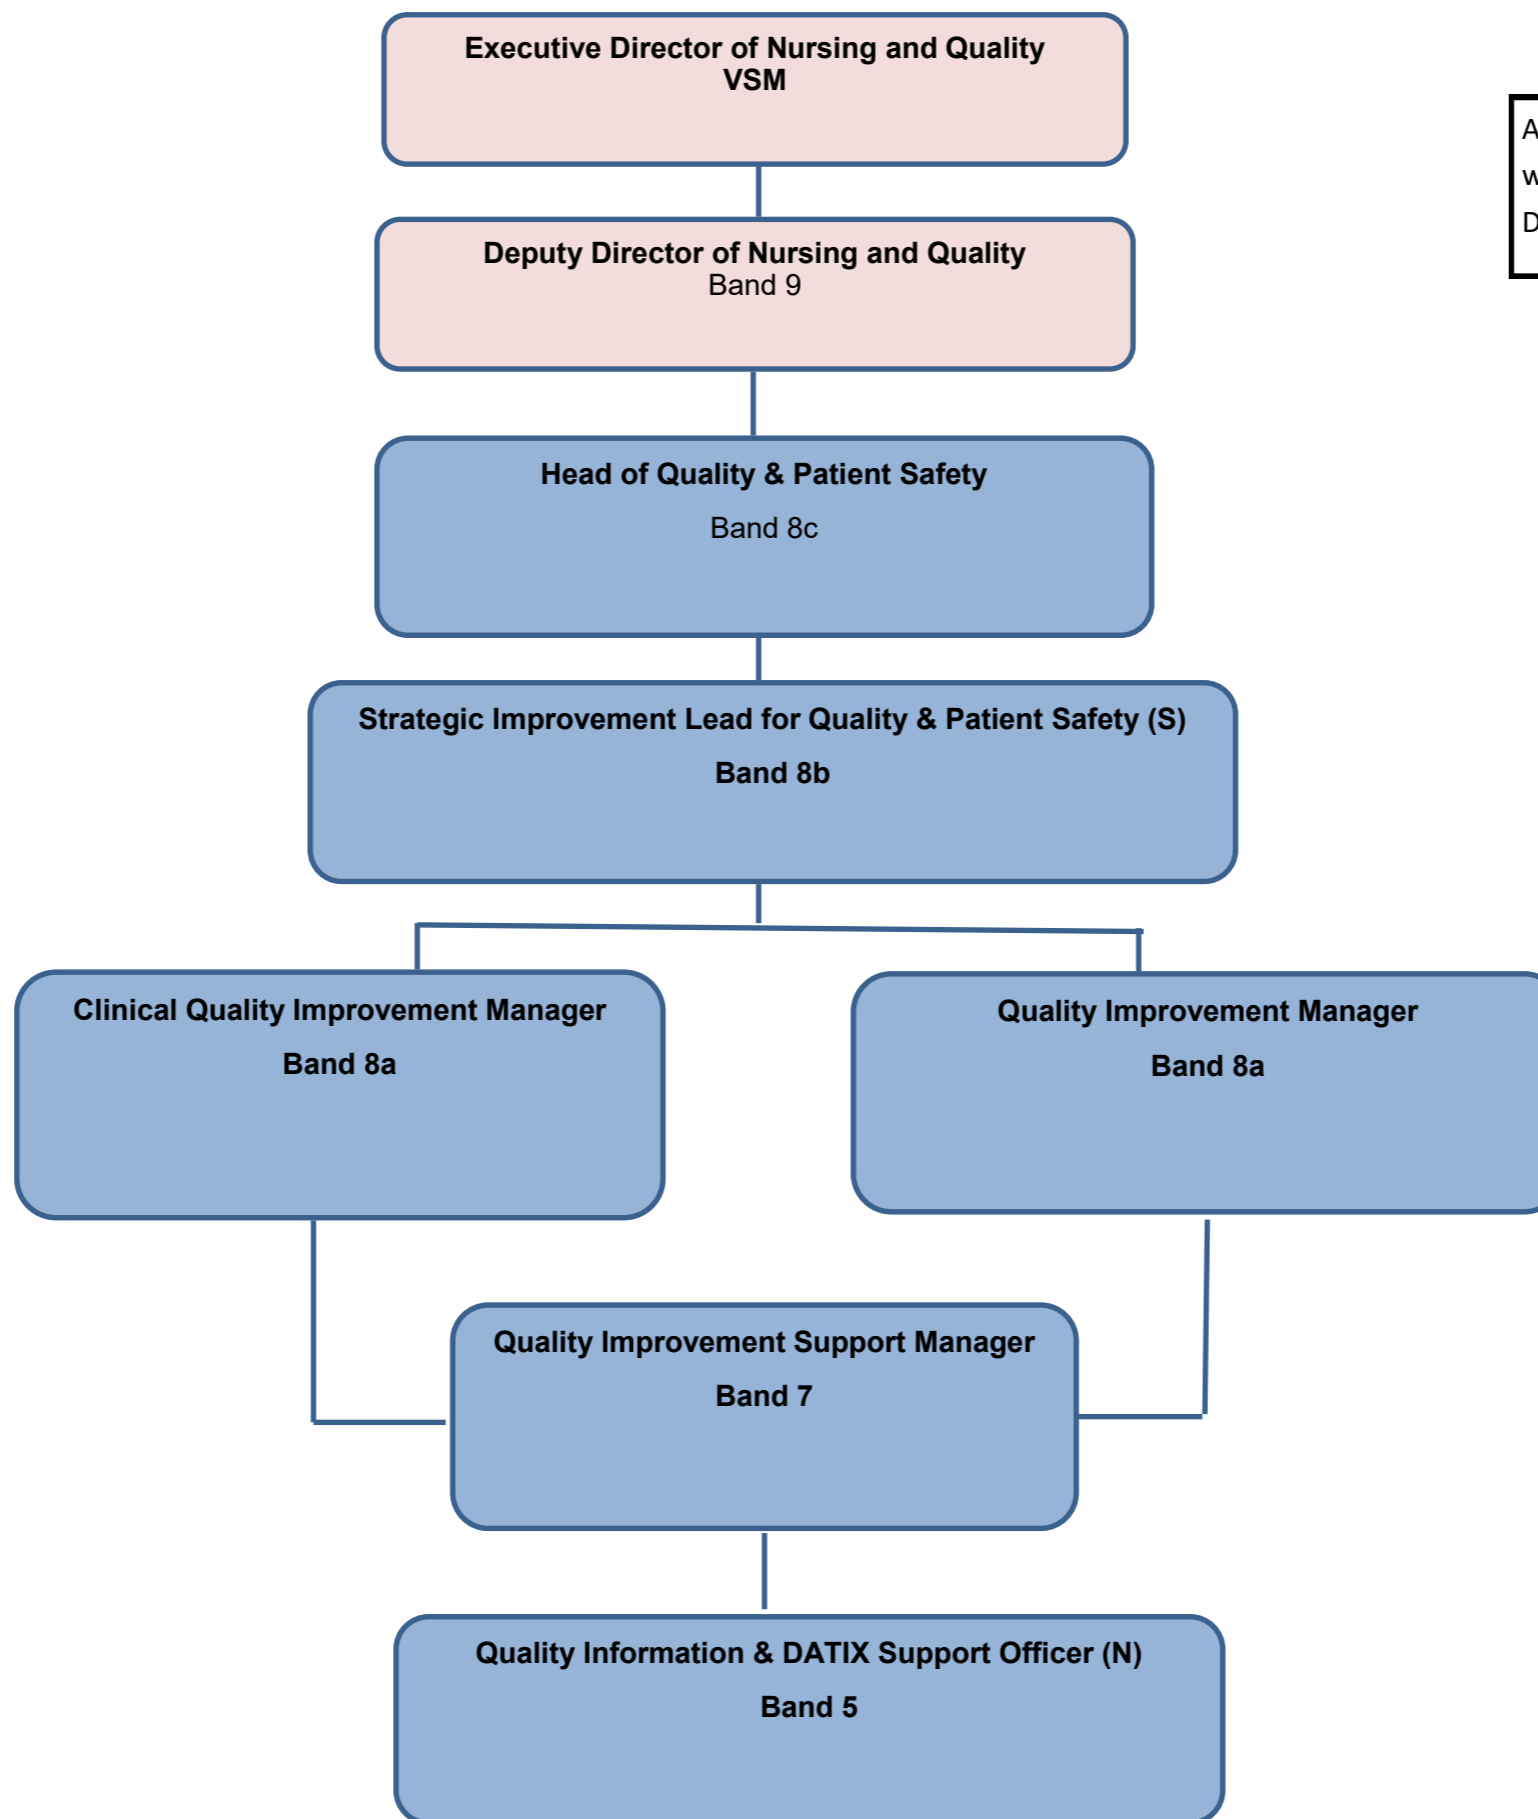 Executive Director of Nursing and Quality
VSM
Deputy Director of Nursing and Quality
Band 9
Head of Quality & Patient Safety
Band 8c
Strategic Improvement Lead for Quality & Patient Safety (S)
Band 8b
Clinical Quality Improvement Manager
Band 8a
Quality Improvement Manager
Band 8a
Quality Improvement Support Manager
Band 7
Quality Information & DATIX Support Officer (N)
Band 5